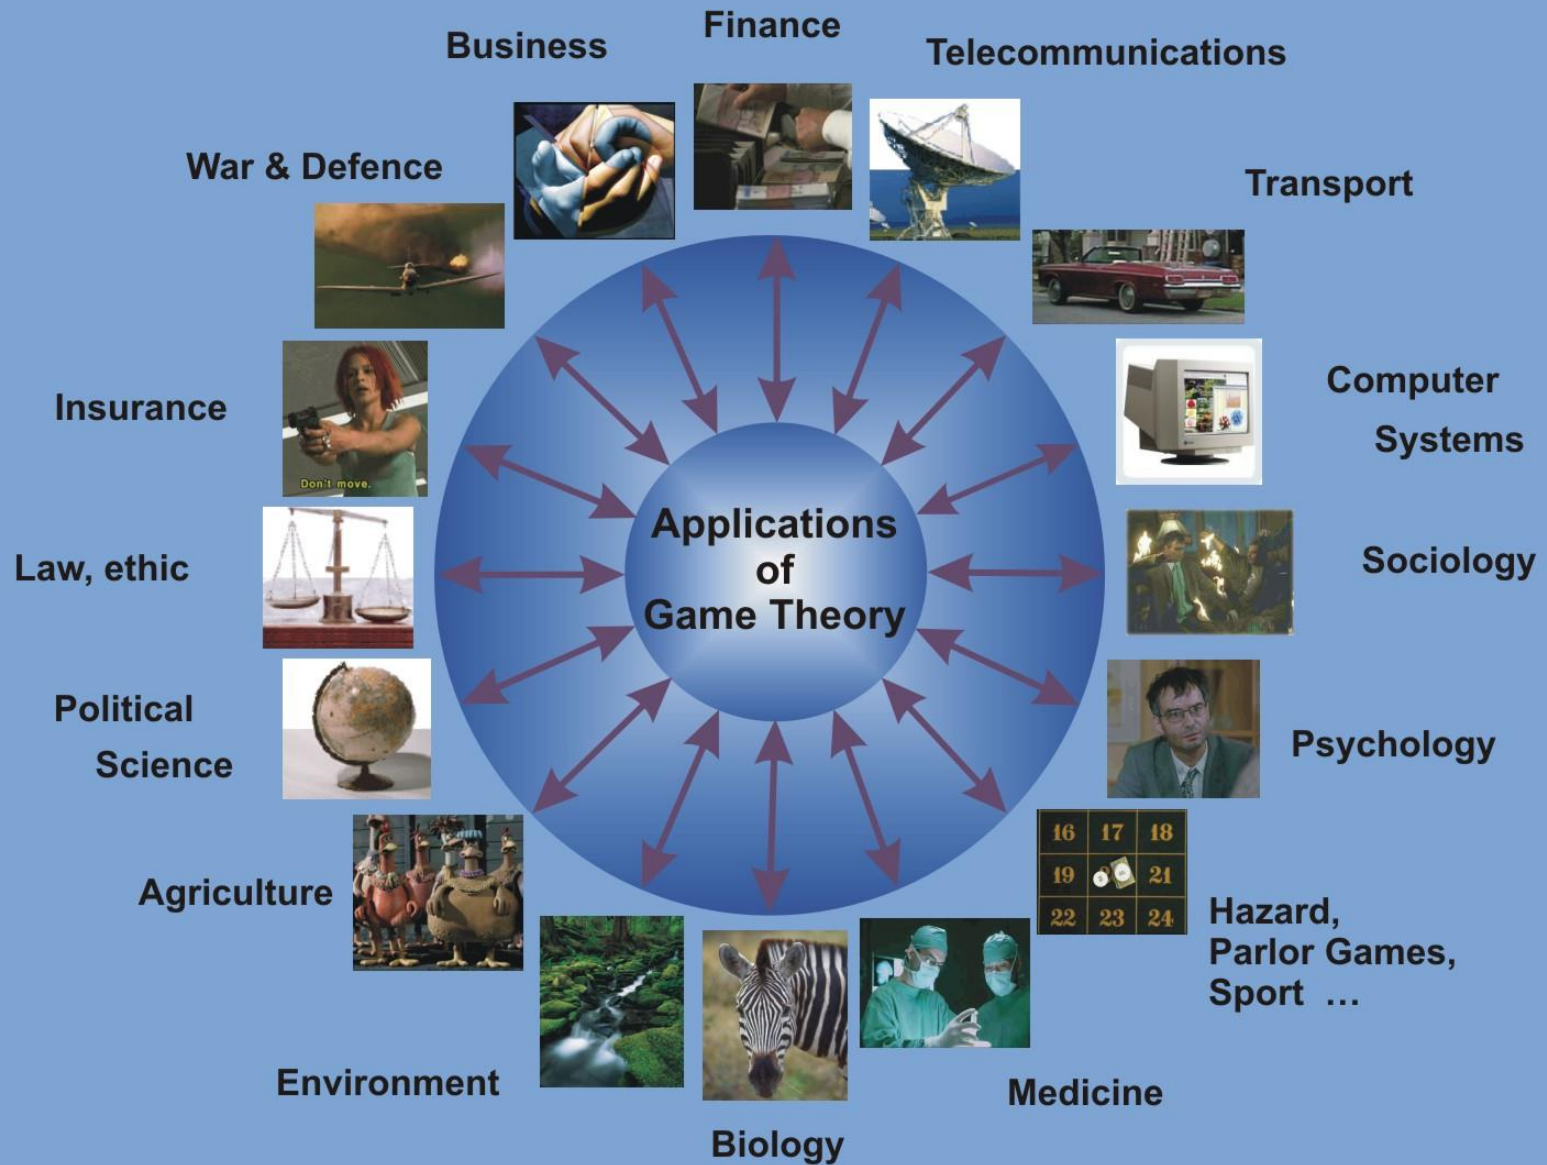 Finance
Business
Telecommunications
War & Defence
Transport
Insurance
Don't move.
Computer
Systems
Law, ethic
Applications
of
Game Theory
Sociology
Political
Science
Psychology
Agriculture
16 17 18
19 21
22 23 24
Hazard,
Parlor Games,
Sport ...
Environment
Medicine
Biology